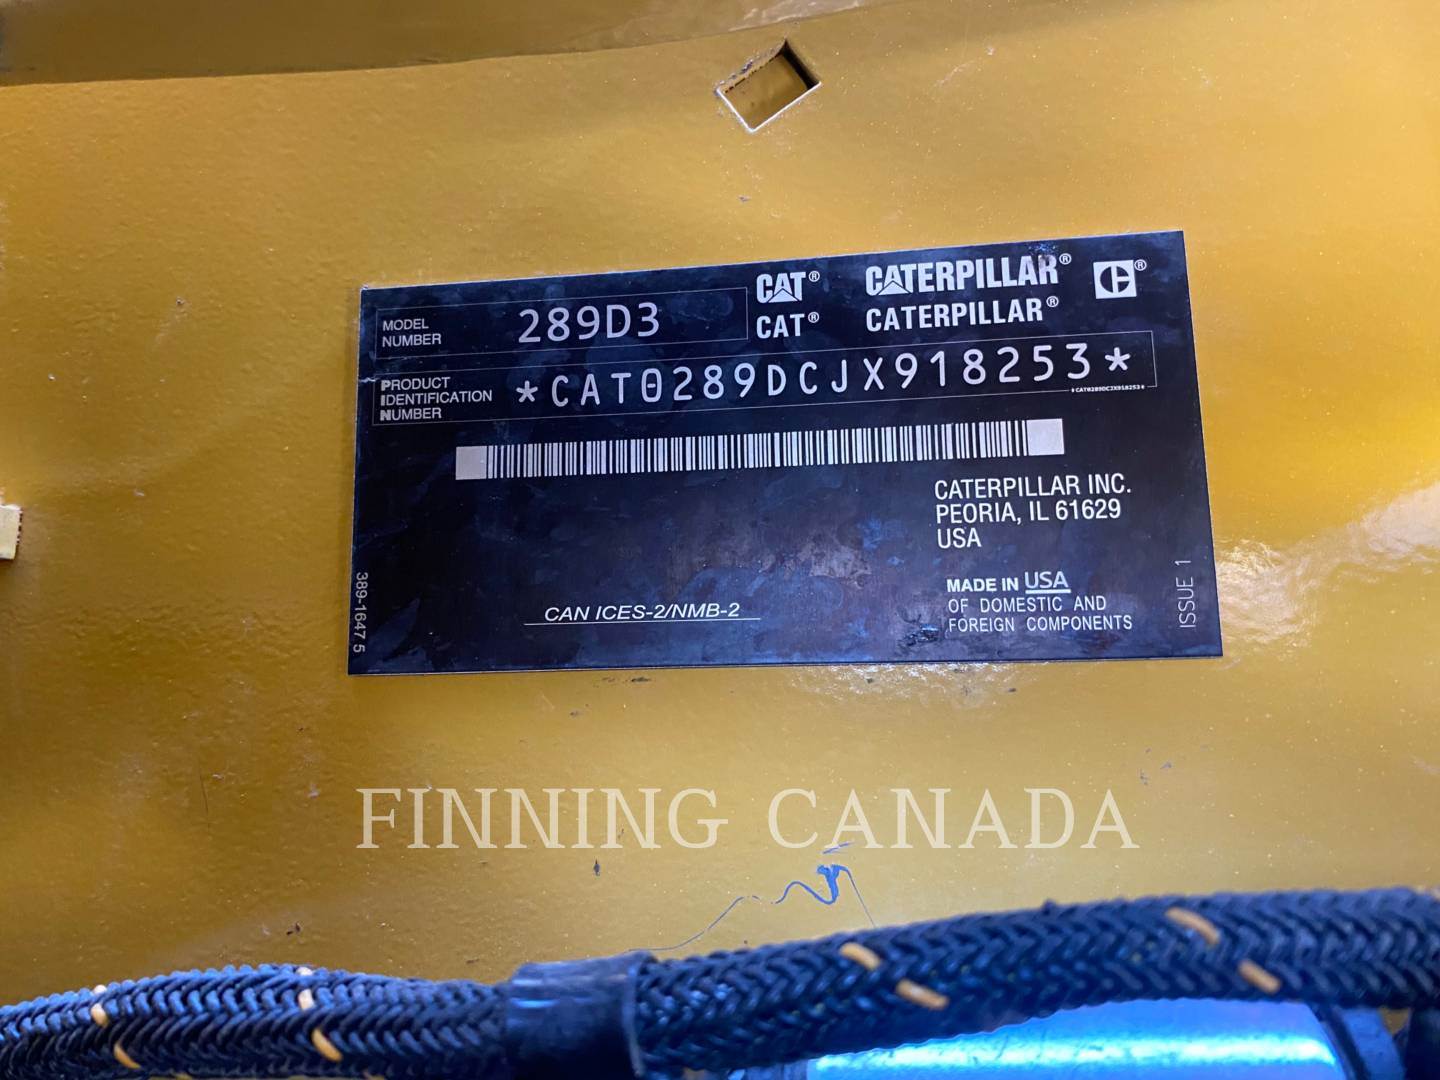 MODEL
NUMBER
289D3
CAT® CATERPILLAR® ®
CAT® CATERPILLAR®
PRODUCT
IDENTIFICATION
NUMBER
*CAT0289DCJX918253*
*CAT0289DCJX918253*
CATERPILLAR INC.
PEORIA, IL 61629
USA
MADE IN USA
OF DOMESTIC AND
FOREIGN COMPONENTS
CAN ICES-2/NMB-2
389-1647 5
ISSUE 1
FINNING CANADA